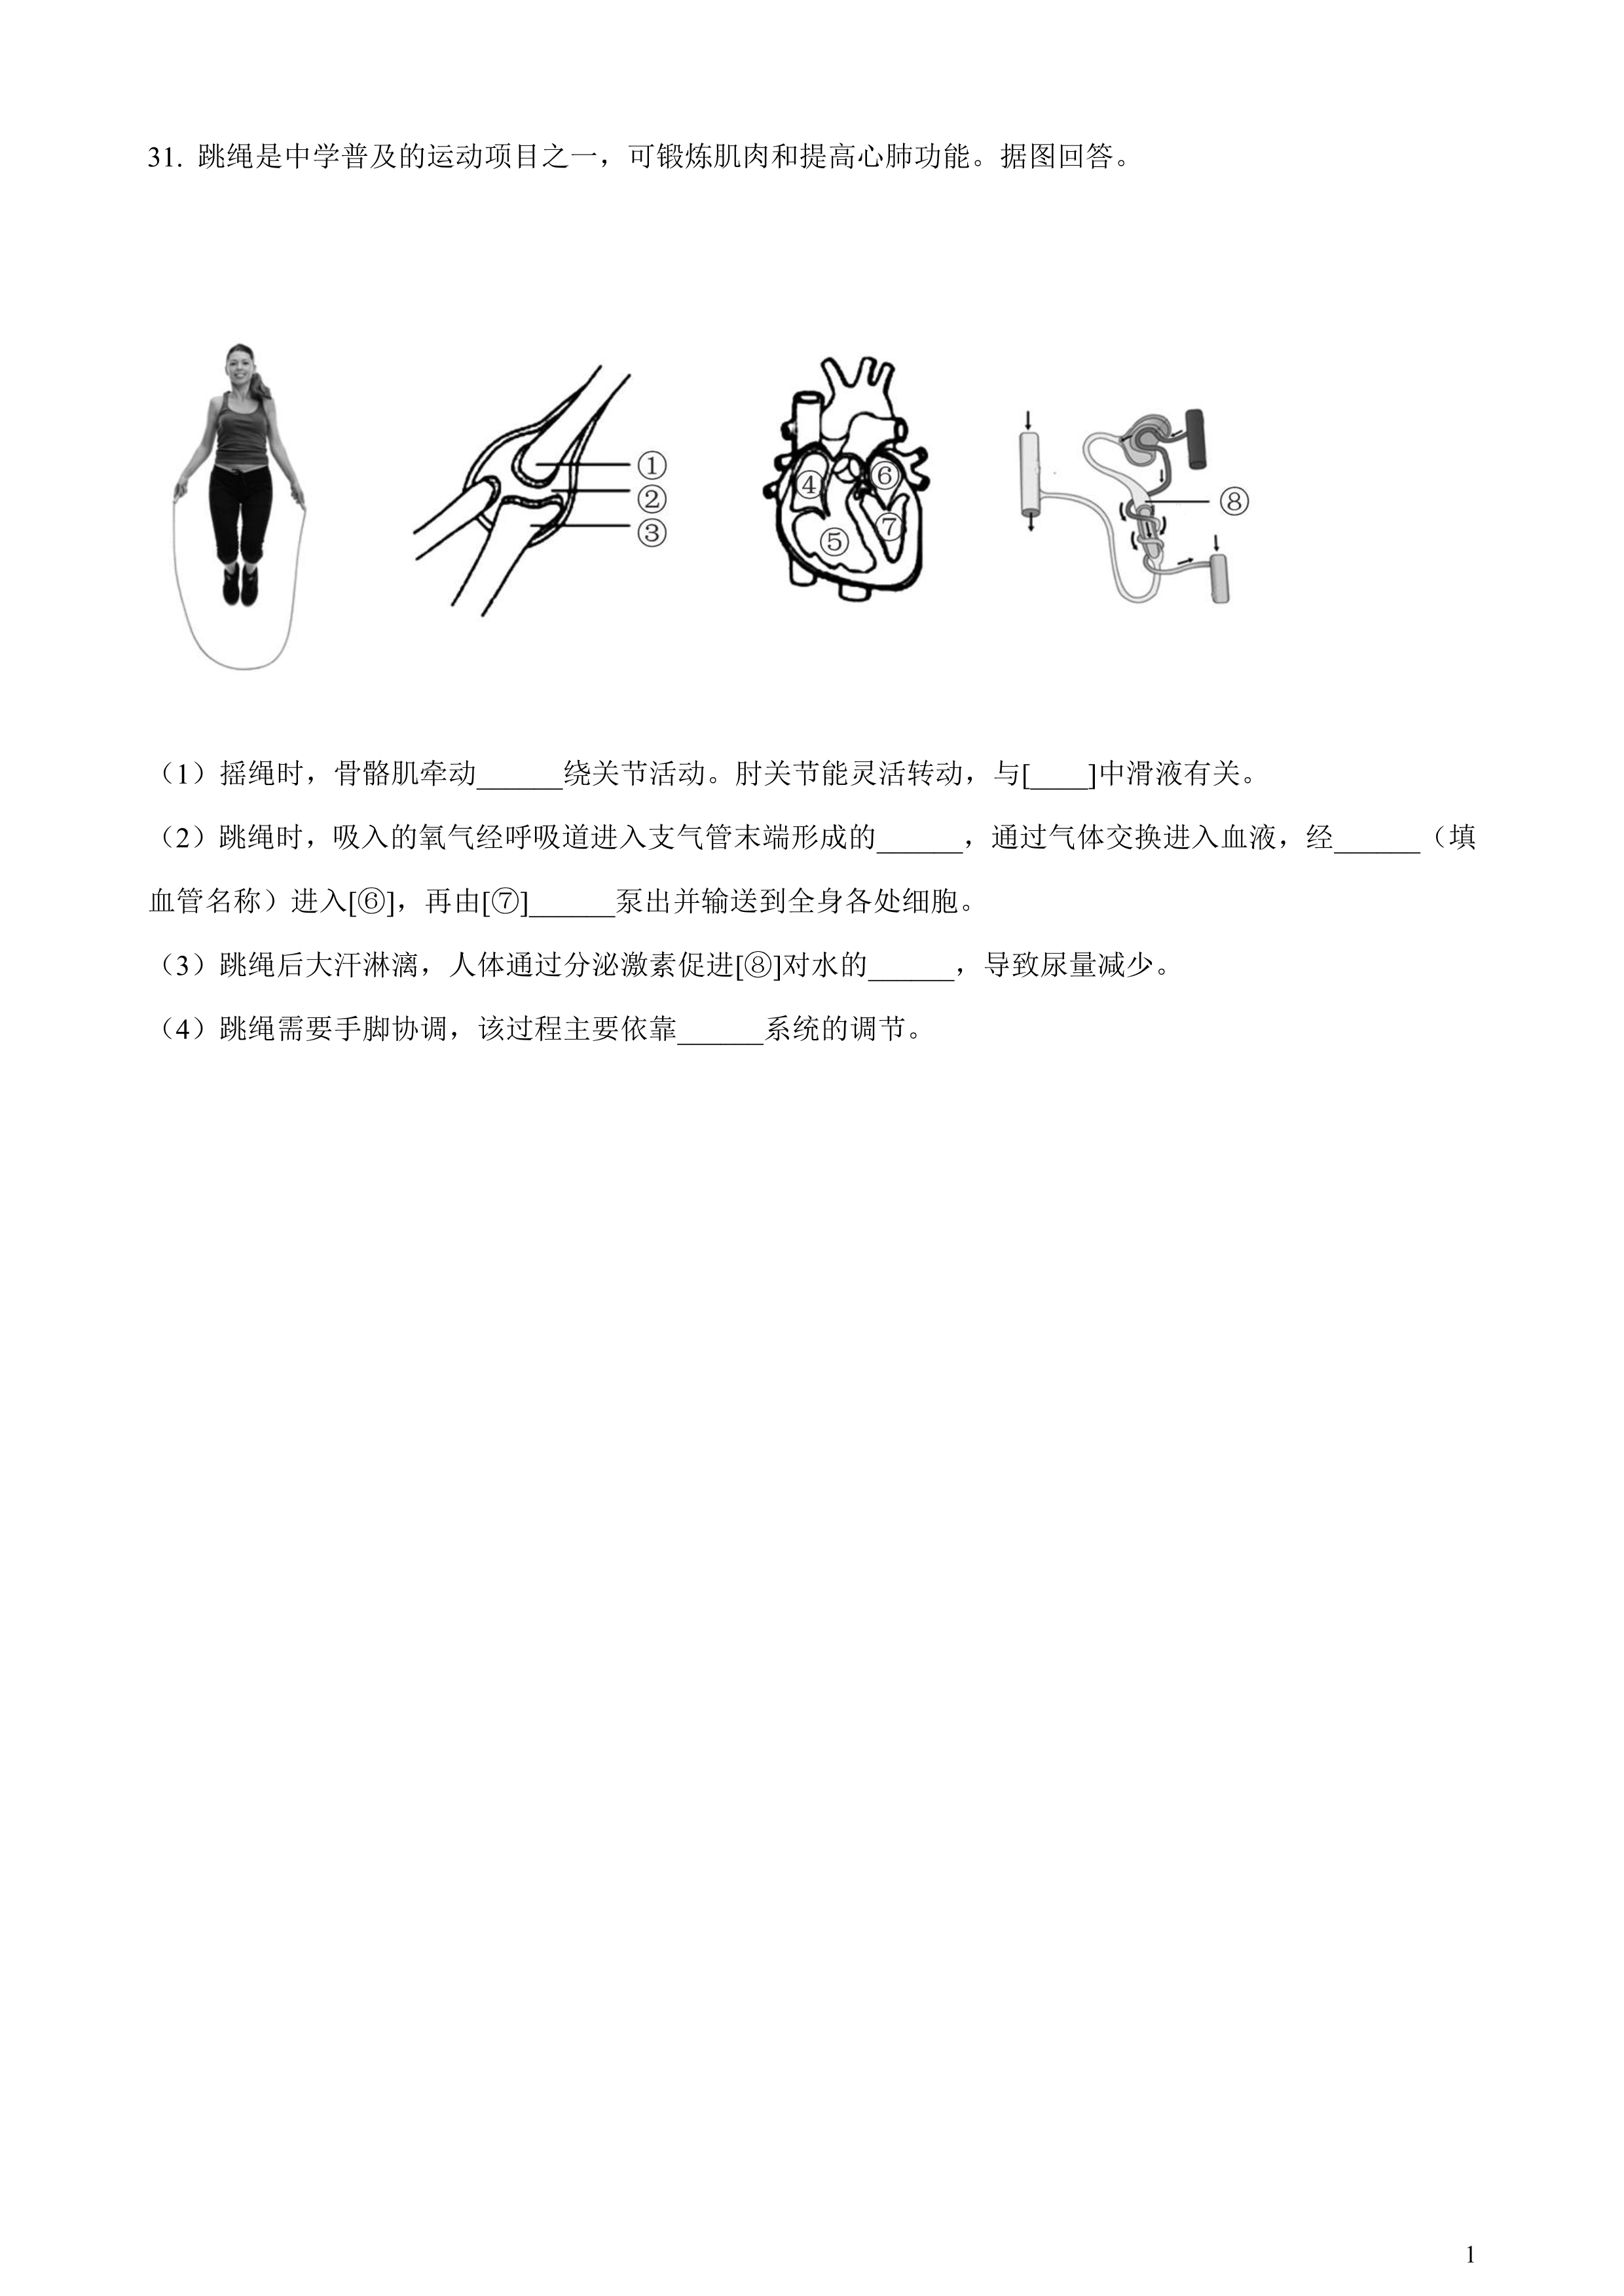 31. 跳绳是中学普及的运动项目之一，可锻炼肌肉和提高心肺功能。据图回答。
①
②
③
④
⑤
⑥
⑦
⑧
（1）摇绳时，骨骼肌牵动______绕关节活动。肘关节能灵活转动，与[____]中滑液有关。
（2）跳绳时，吸入的氧气经呼吸道进入支气管末端形成的______，通过气体交换进入血液，经______（填
血管名称）进入[⑥]，再由[⑦]______泵出并输送到全身各处细胞。
（3）跳绳后大汗淋漓，人体通过分泌激素促进[⑧]对水的______，导致尿量减少。
（4）跳绳需要手脚协调，该过程主要依靠______系统的调节。
1